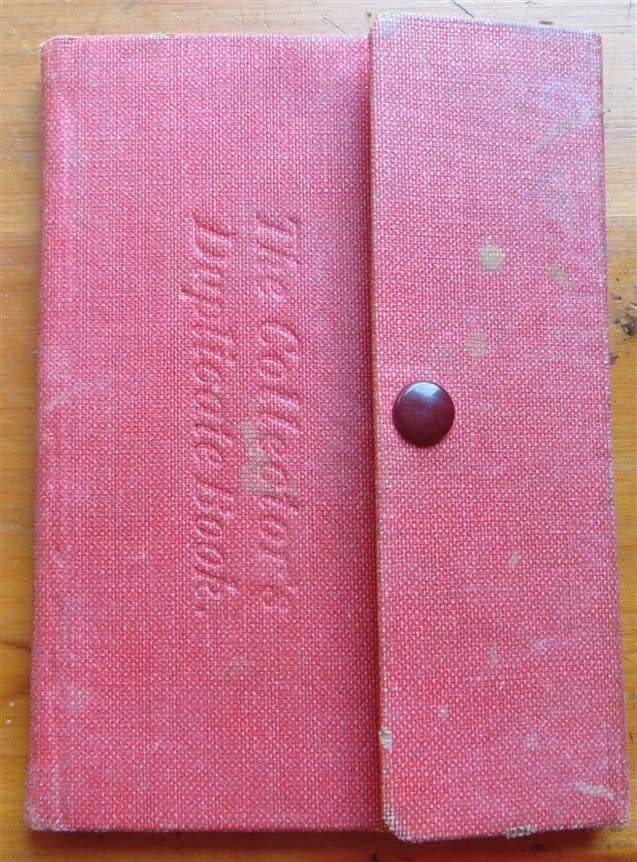 The Collector's
Duplicate Book.